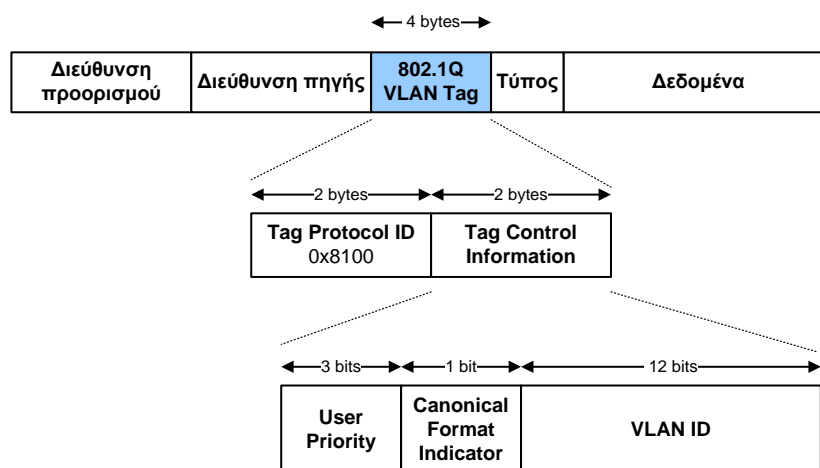 4 bytes
Διεύθυνση
προορισμού
Διεύθυνση πηγής
802.1Q
VLAN Tag
Τύπος
Δεδομένα
2 bytes
2 bytes
Tag Protocol ID
0x8100
Tag Control
Information
3 bits
1 bit
12 bits
User
Priority
Canonical
Format
Indicator
VLAN ID